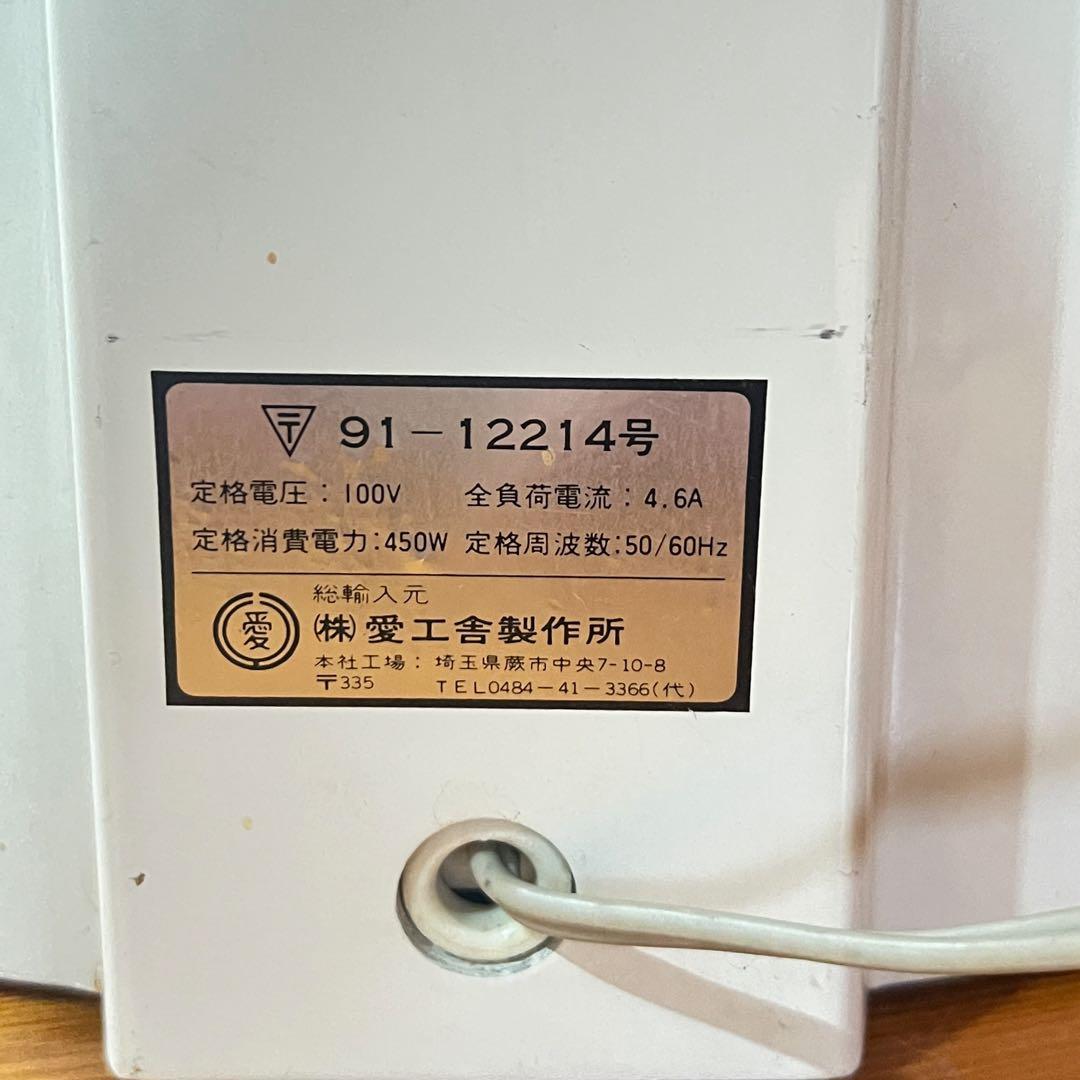 〒 91-12214号
定格電圧:100V 全負荷電流:4.6A
定格消費電力:450W 定格周波数:50/60Hz
愛
総輸入元
(株)愛工舎製作所
本社工場:埼玉県蕨市中央7-10-8
〒335 TEL0484-41-3366(代)